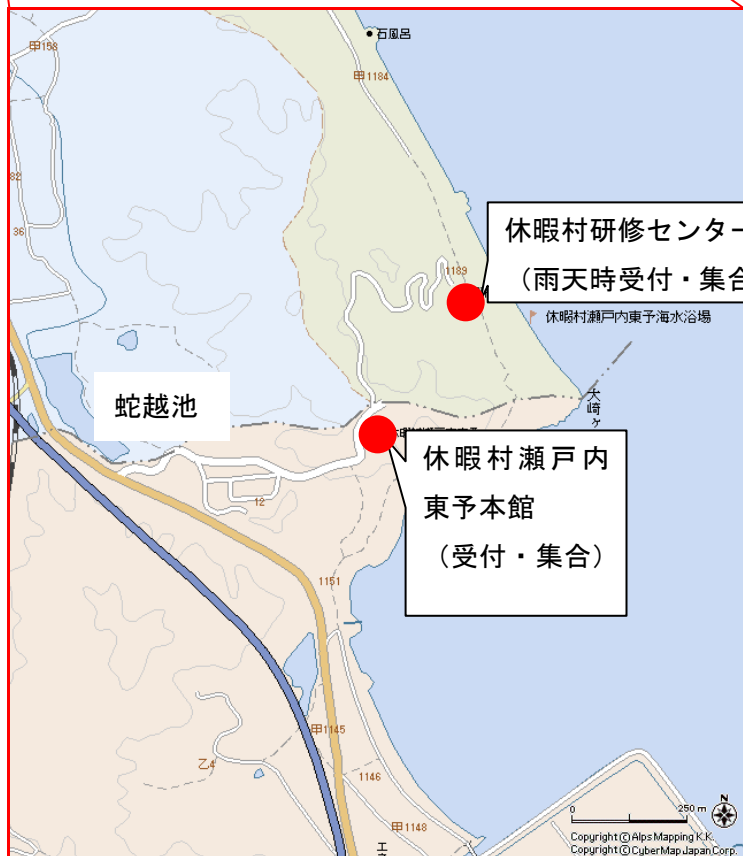 石風呂
甲158
甲1184
82
36
休暇村研修センター
（雨天時受付・集合
1189
休暇村瀬戸内東予海水浴場
大崎ヶ
蛇越池
休暇村瀬戸内
東予本館
（受付・集合）
12
1151
甲1145
乙4
1146
甲1148
0 250m
N
Copyright(C)Alps Mapping K.K.
Copyright(C)CyberMap Japan Corp.